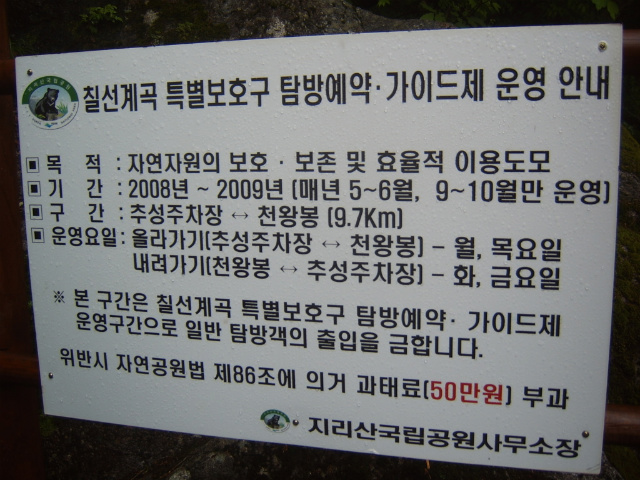 칠선계곡 특별보호구 탐방예약·가이드제 운영 안내
▣ 목 적 : 자연자원의 보호 · 보존 및 효율적 이용도모
▣ 기 간 : 2008년 ~ 2009년 (매년 5~6월, 9~10월만 운영)
▣ 구 간 : 추성주차장 ↔ 천왕봉 (9.7Km)
▣ 운영요일 : 올라가기(추성주차장 ↔ 천왕봉) - 월, 목요일
내려가기(천왕봉 ↔ 추성주차장) - 화, 금요일
※ 본 구간은 칠선계곡 특별보호구 탐방예약· 가이드제
운영구간으로 일반 탐방객의 출입을 금합니다.
위반시 자연공원법 제86조에 의거 과태료(50만원) 부과
지리산국립공원사무소장